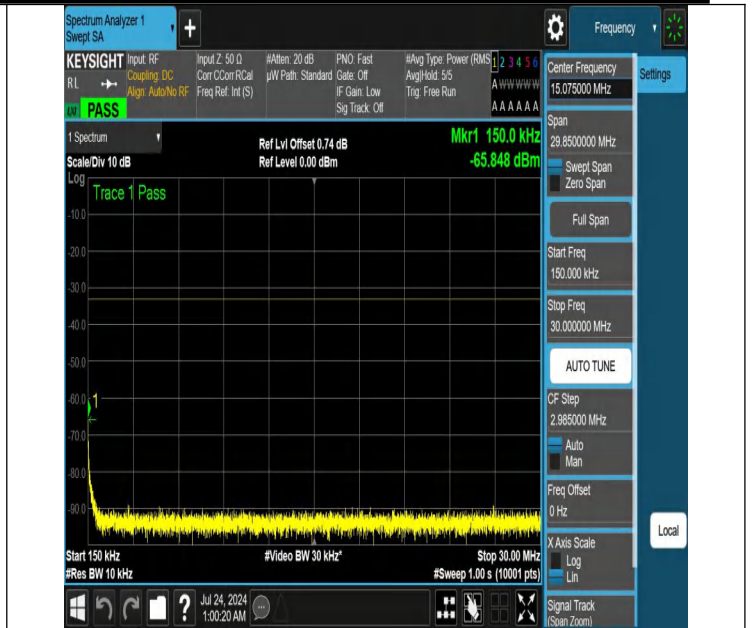 Spectrum Analyzer 1
Swept SA
Frequency
KEYSIGHT
RL
PASS
Input: RF
Coupling: DC
Align: Auto/No RF
Input Z: 50 Ω
Corr CCorr RCal
Freq Ref: Int (S)
#Atten: 20 dB
µW Path: Standard
PNO: Fast
Gate: Off
IF Gain: Low
Sig Track: Off
#Avg Type: Power (RMS
Avg|Hold: 5/5
Trig: Free Run
1 2 3 4 5 6
A W W W W W
A A A A A A
1 Spectrum
Scale/Div 10 dB
Ref Lvl Offset 0.74 dB
Ref Level 0.00 dBm
Mkr1 150.0 kHz
-65.848 dBm
Log
Trace 1 Pass
-10.0
-20.0
-30.0
-40.0
-50.0
-60.0
1
-70.0
-80.0
-90.0
Start 150 kHz
#Res BW 10 kHz
#Video BW 30 kHz*
Stop 30.00 MHz
#Sweep 1.00 s (10001 pts)
Center Frequency
15.075000 MHz
Settings
Span
29.8500000 MHz
Swept Span
Zero Span
Full Span
Start Freq
150.000 kHz
Stop Freq
30.000000 MHz
AUTO TUNE
CF Step
2.985000 MHz
Auto
Man
Freq Offset
0 Hz
Local
X Axis Scale
Log
Lin
Signal Track
(Span Zoom)
?
Jul 24, 2024
1:00:20 AM